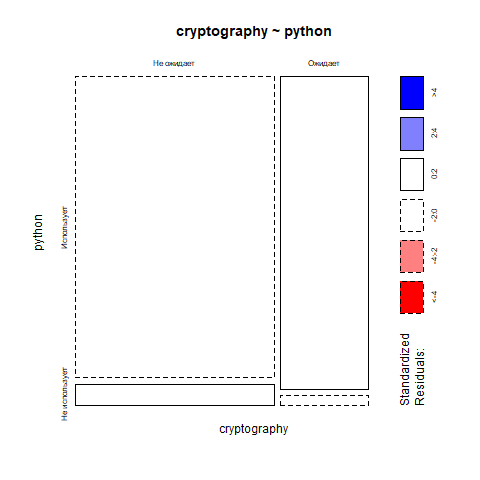 cryptography ~ python
Не ожидает
Ожидает
python
Использует
Не использует
cryptography
Standardized
Residuals:
<-4
-4:-2
-2:0
0:2
2:4
>4